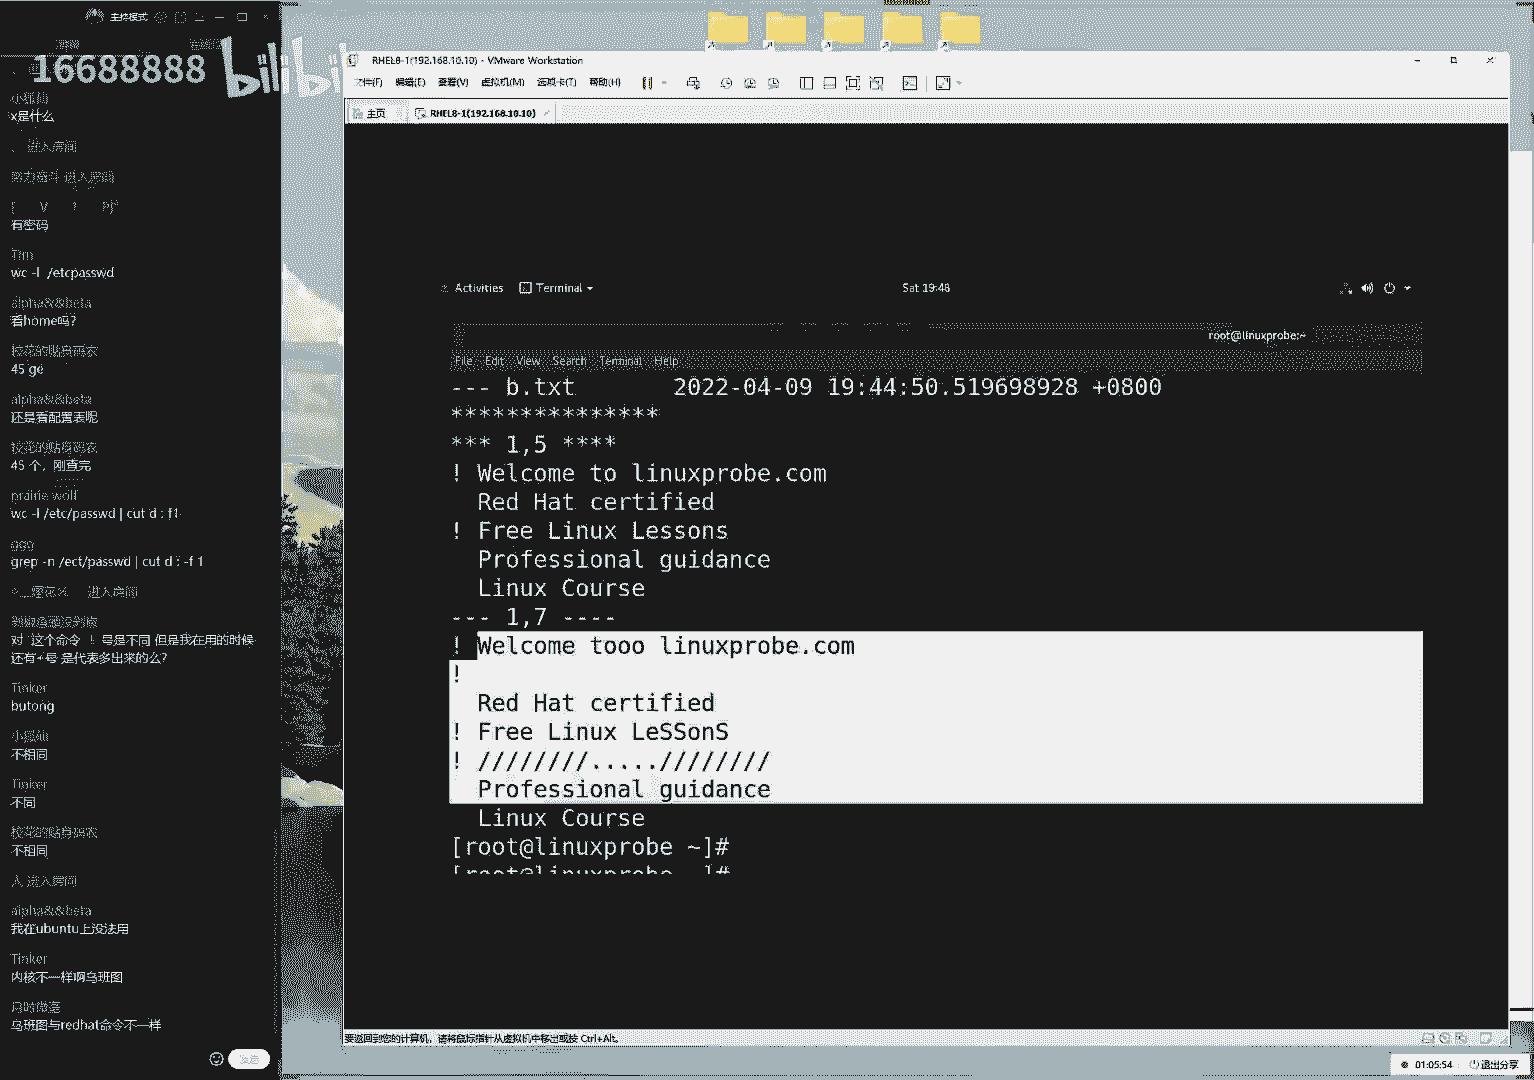 主持模式
16688888 bilibil
小狐仙
x是什么
、 进入房间
努力奋斗 进入房间
有密码
Tim
wc -l /etcpasswd
alpha&&beta
看home吗?
校花的贴身码农
45 ge
alpha&&beta
还是看配置表呢
校花的贴身码农
45 个，刚查完
prairie wolf
wc -l /etc/passwd | cut d : f1
ggg
grep -n /ect/passwd | cut d : -f 1
进入房间
对 这个命令 ！号是不同 但是我在用的时候
还有+号 是代表多出来的么?
Tinker
butong
小狐仙
不相同
Tinker
不同
校花的贴身码农
不相同
人 进入房间
alpha&&beta
我在ubuntu上没法用
Tinker
内核不一样啊乌班图
乌班图与redhat命令不一样
RHEL8-1(192.168.10.10) - VMware Workstation
文件(F) 编辑(E) 查看(V) 虚拟机(M) 选项卡(T) 帮助(H)
主页 RHEL8-1(192.168.10.10)
Activities Terminal Sat 19:48
root@linuxprobe:~
File Edit View Search Terminal Help
--- b.txt 2022-04-09 19:44:50.519698928 +0800
***************
*** 1,5 ****
! Welcome to linuxprobe.com
Red Hat certified
! Free Linux Lessons
Professional guidance
Linux Course
--- 1,7 ----
! Welcome tooo linuxprobe.com
!
Red Hat certified
! Free Linux LeSSonS
! ////////.....////////
Professional guidance
Linux Course
[root@linuxprobe ~]#
[root@linuxprobe ~]#
要返回到您的计算机，请将鼠标指针从虚拟机中移出或按 Ctrl+Alt。
01:05:54 退出分享